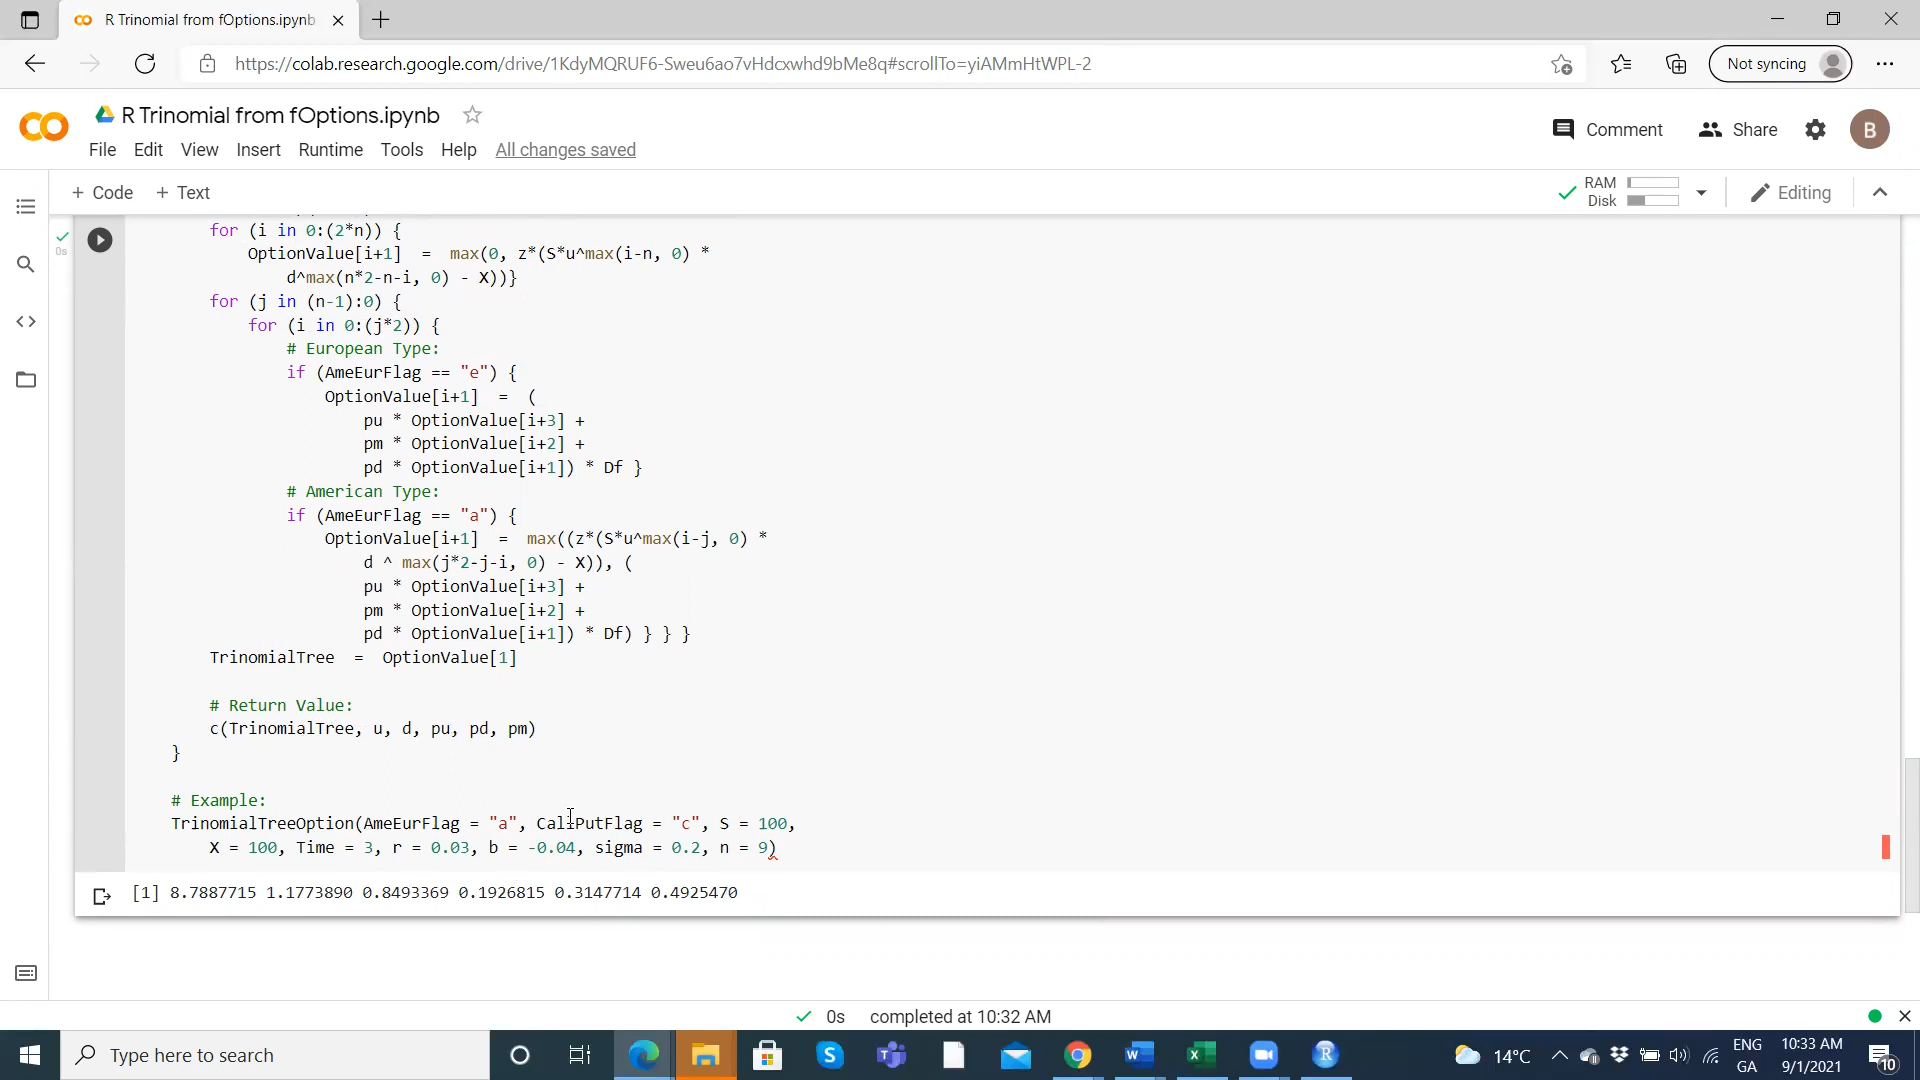 R Trinomial from fOptions.ipynb
https://colab.research.google.com/drive/1KdyMQRUF6-Sweu6ao7vHdcxwhd9bMe8q#scrollTo=yiAMmHtWPL-2
Not syncing
R Trinomial from fOptions.ipynb
Comment
Share
B
File Edit View Insert Runtime Tools Help All changes saved
+ Code + Text
RAM
Disk
Editing
0s
for (i in 0:(2*n)) {
OptionValue[i+1] = max(0, z*(S*u^max(i-n, 0) *
d^max(n*2-n-i, 0) - X))}
for (j in (n-1):0) {
for (i in 0:(j*2)) {
# European Type:
if (AmeEurFlag == "e") {
OptionValue[i+1] = (
pu * OptionValue[i+3] +
pm * OptionValue[i+2] +
pd * OptionValue[i+1]) * Df }
# American Type:
if (AmeEurFlag == "a") {
OptionValue[i+1] = max((z*(S*u^max(i-j, 0) *
d ^ max(j*2-j-i, 0) - X)), (
pu * OptionValue[i+3] +
pm * OptionValue[i+2] +
pd * OptionValue[i+1]) * Df) } } }
TrinomialTree = OptionValue[1]
# Return Value:
c(TrinomialTree, u, d, pu, pd, pm)
}
# Example:
TrinomialTreeOption(AmeEurFlag = "a", CallPutFlag = "c", S = 100,
X = 100, Time = 3, r = 0.03, b = -0.04, sigma = 0.2, n = 9)
[1] 8.7887715 1.1773890 0.8493369 0.1926815 0.3147714 0.4925470
0s completed at 10:32 AM
Type here to search
14°C
ENG
GA
10:33 AM
9/1/2021
10